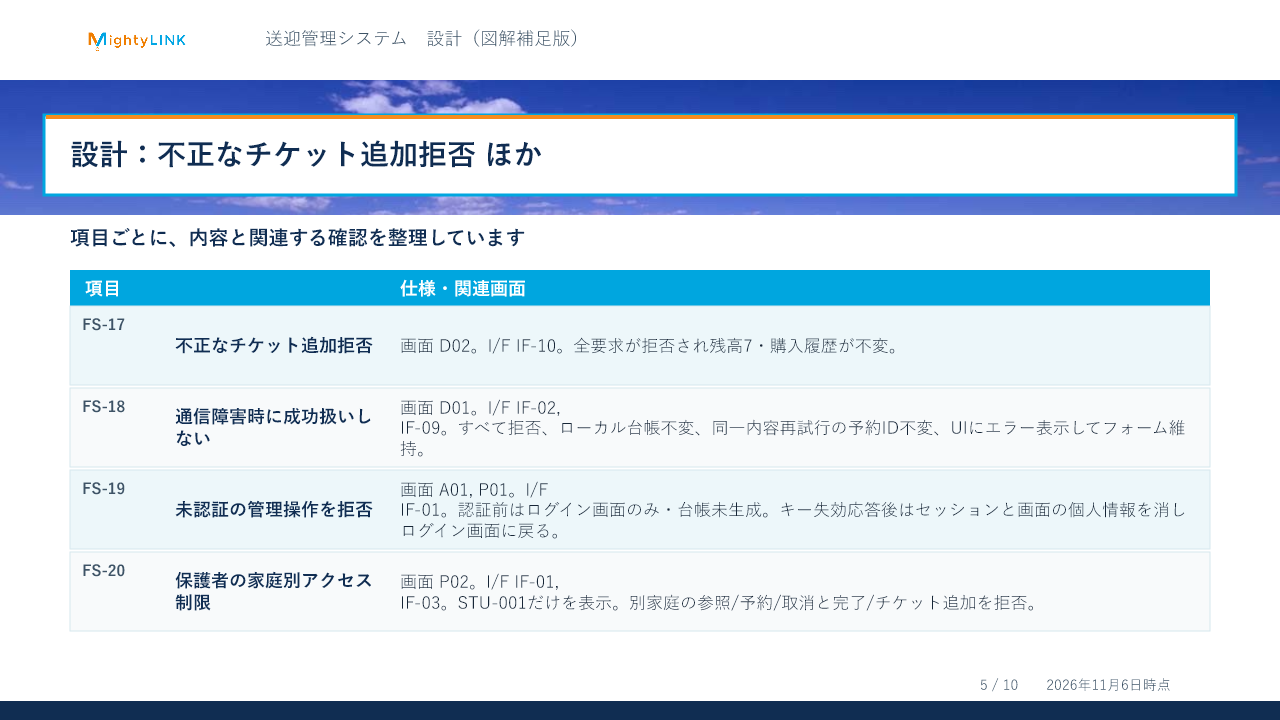 MightyLINK
送迎管理システム　設計（図解補足版）
設計：不正なチケット追加拒否 ほか
項目ごとに、内容と関連する確認を整理しています
項目
仕様・関連画面
FS-17
不正なチケット追加拒否
画面 D02。I/F IF-10。全要求が拒否され残高7・購入履歴が不変。
FS-18
通信障害時に成功扱いし
ない
画面 D01。I/F IF-02,
IF-09。すべて拒否、ローカル台帳不変、同一内容再試行の予約ID不変、UIにエラー表示してフォーム維
持。
FS-19
未認証の管理操作を拒否
画面 A01, P01。I/F
IF-01。認証前はログイン画面のみ・台帳未生成。キー失効応答後はセッションと画面の個人情報を消し
ログイン画面に戻る。
FS-20
保護者の家庭別アクセス
制限
画面 P02。I/F IF-01,
IF-03。STU-001だけを表示。別家庭の参照/予約/取消と完了/チケット追加を拒否。
5 / 10
2026年11月6日時点